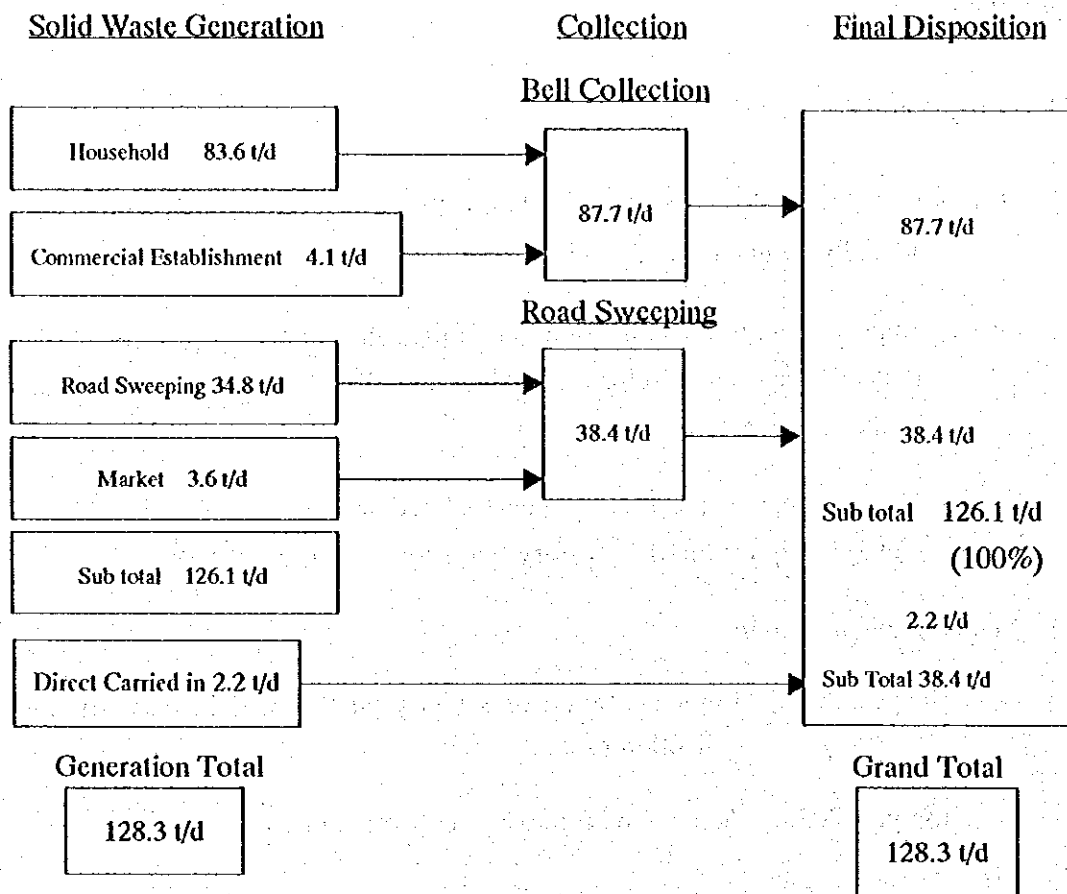 Solid Waste Generation
Collection
Final Disposition
Bell Collection
Household 83.6 t/d
87.7 t/d
87.7 t/d
Commercial Establishment 4.1 t/d
Road Sweeping
Road Sweeping 34.8 t/d
38.4 t/d
38.4 t/d
Market 3.6 t/d
Sub total 126.1 t/d
(100%)
Sub total 126.1 t/d
2.2 t/d
Direct Carried in 2.2 t/d
Sub Total 38.4 t/d
Generation Total
Grand Total
128.3 t/d
128.3 t/d